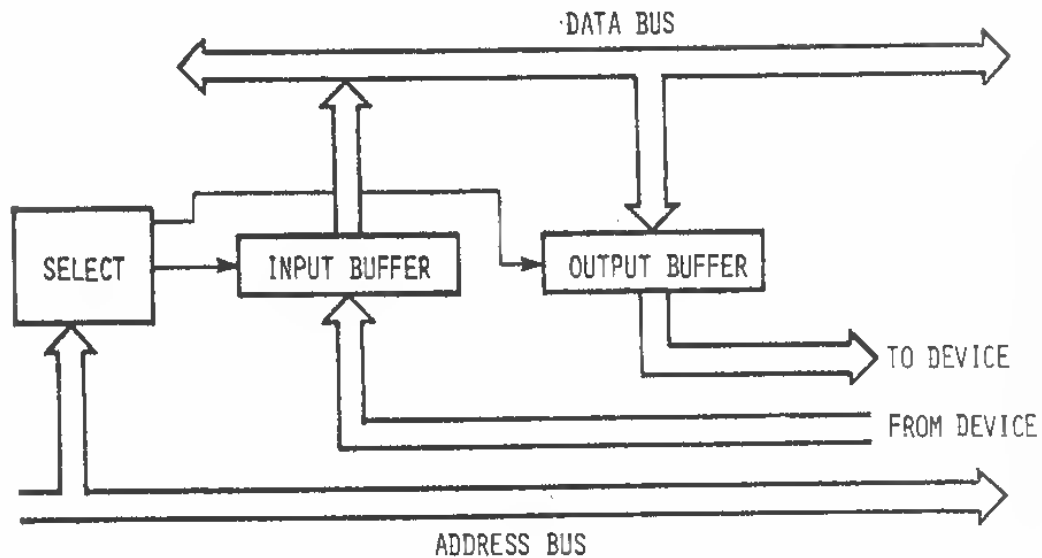 DATA BUS
SELECT
INPUT BUFFER
OUTPUT BUFFER
TO DEVICE
FROM DEVICE
ADDRESS BUS